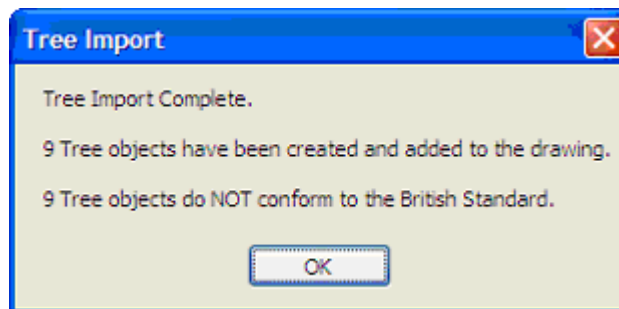 Tree Import
Tree Import Complete.
9 Tree objects have been created and added to the drawing.
9 Tree objects do NOT conform to the British Standard.
OK